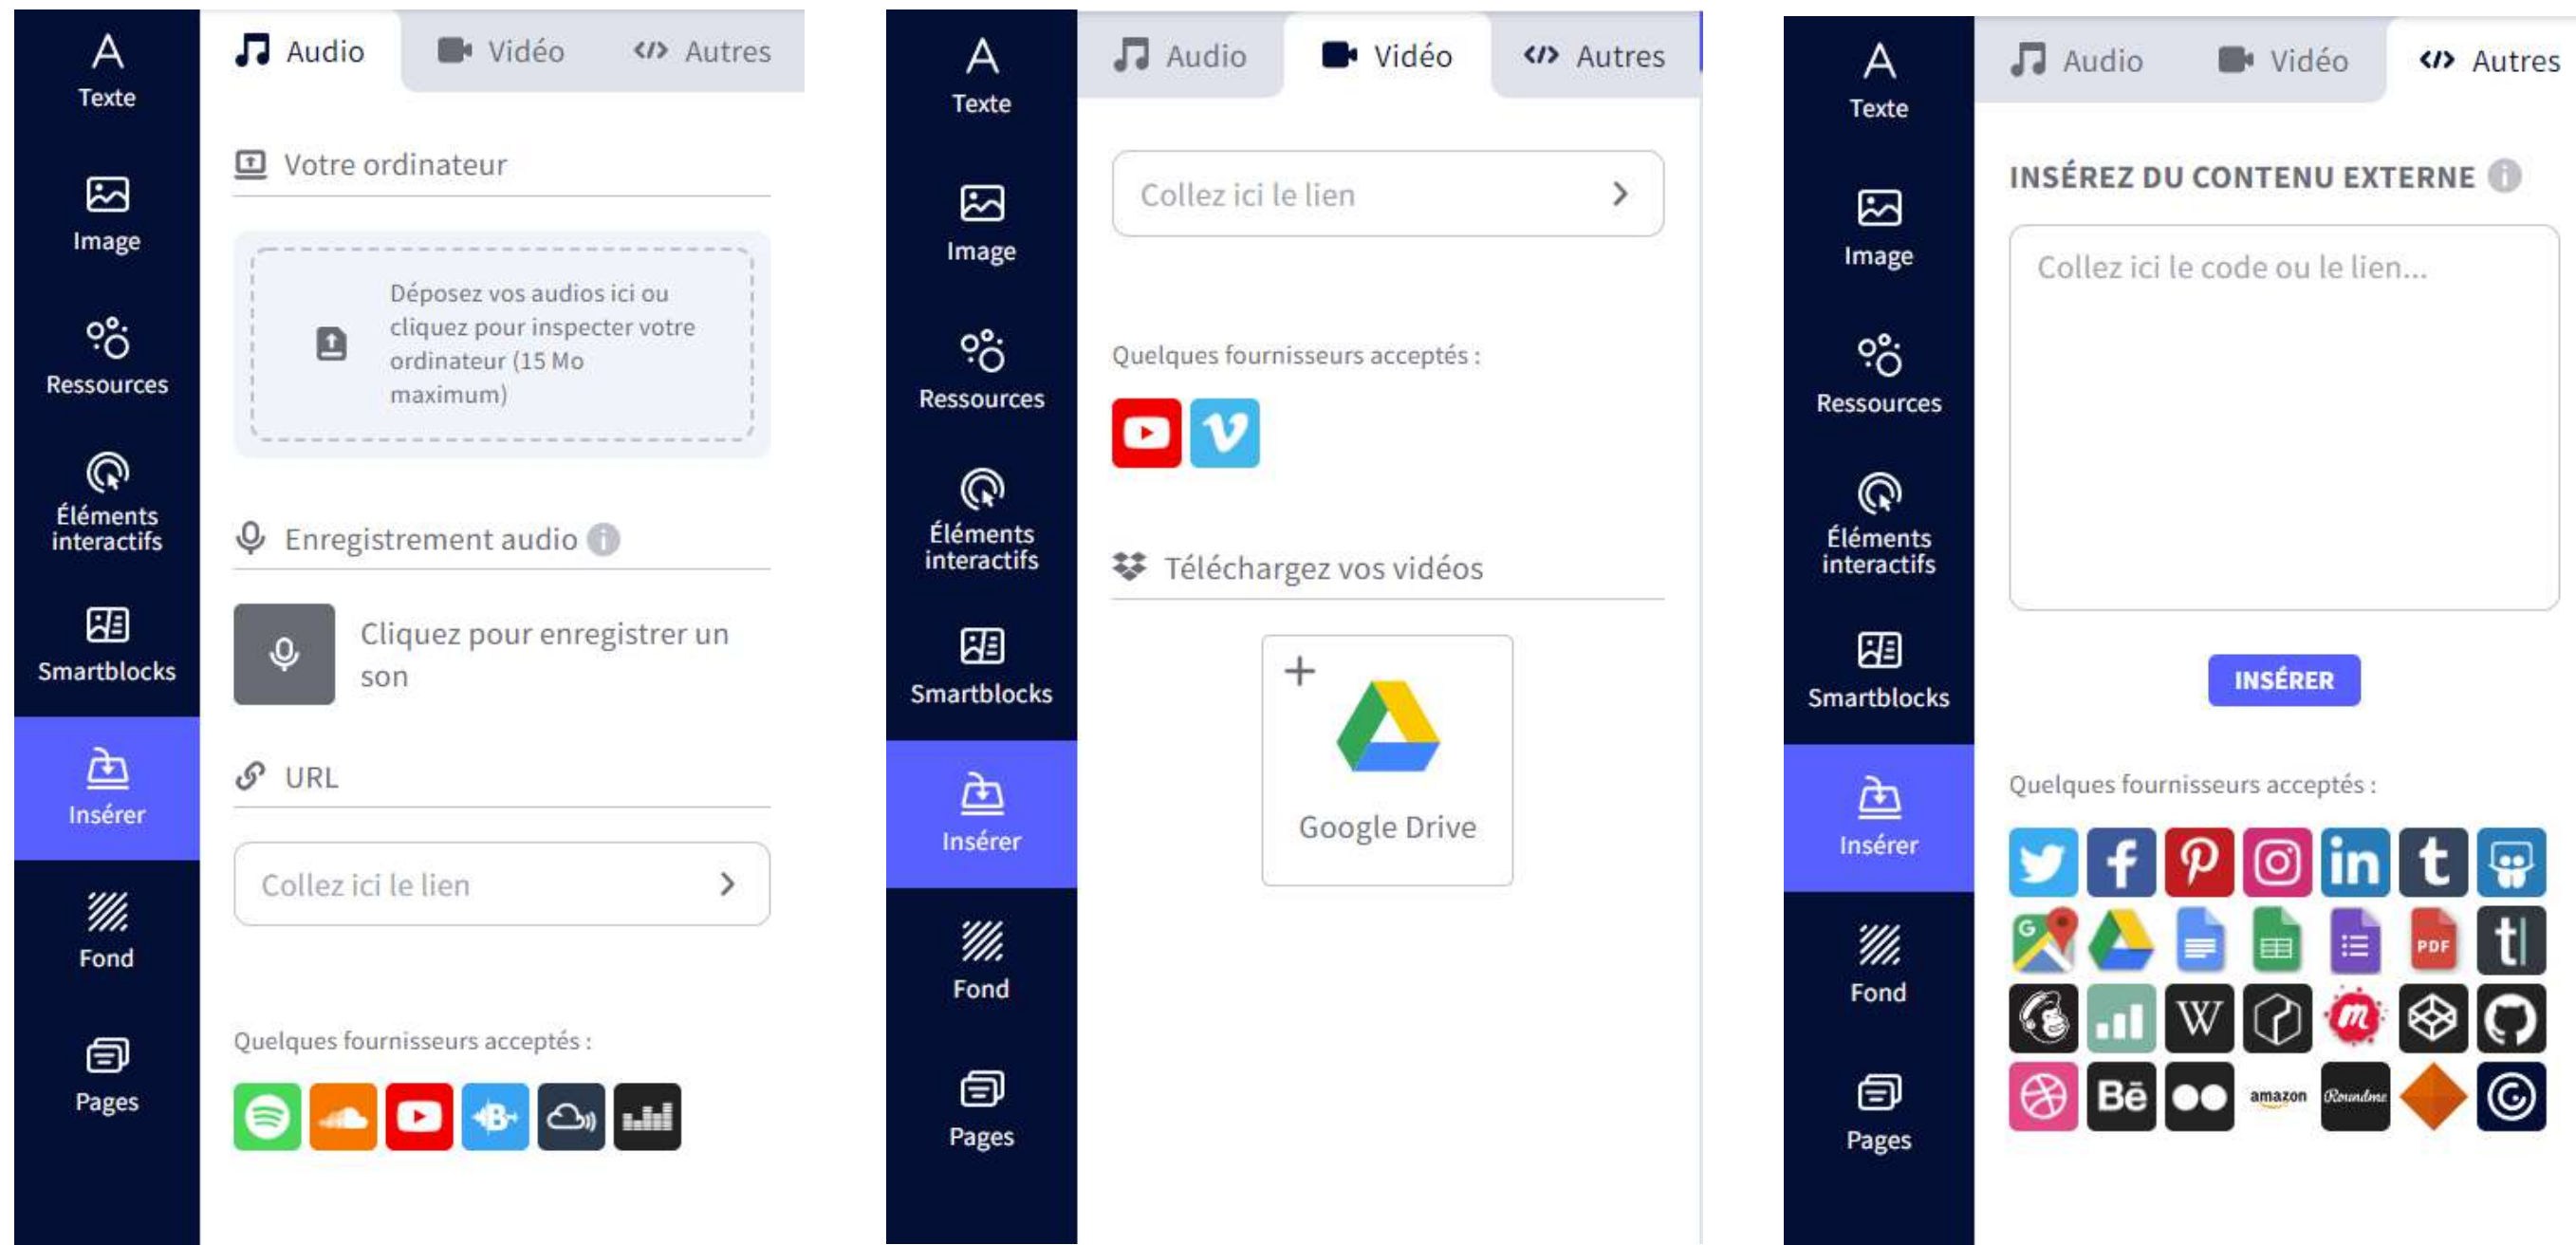 Texte
Image
Ressources
Éléments
interactifs
Smartblocks
Insérer
Fond
Pages
Audio
Vidéo
Autres
Votre ordinateur
Déposez vos audios ici ou
cliquez pour inspecter votre
ordinateur (15 Mo
maximum)
Enregistrement audio
Cliquez pour enregistrer un
son
URL
Collez ici le lien
Quelques fournisseurs acceptés :
Texte
Image
Ressources
Éléments
interactifs
Smartblocks
Insérer
Fond
Pages
Audio
Vidéo
Autres
Collez ici le lien
Quelques fournisseurs acceptés :
Téléchargez vos vidéos
Google Drive
Texte
Image
Ressources
Éléments
interactifs
Smartblocks
Insérer
Fond
Pages
Audio
Vidéo
Autres
INSÉREZ DU CONTENU EXTERNE
Collez ici le code ou le lien...
INSÉRER
Quelques fournisseurs acceptés :
PDF
amazon
Roundme